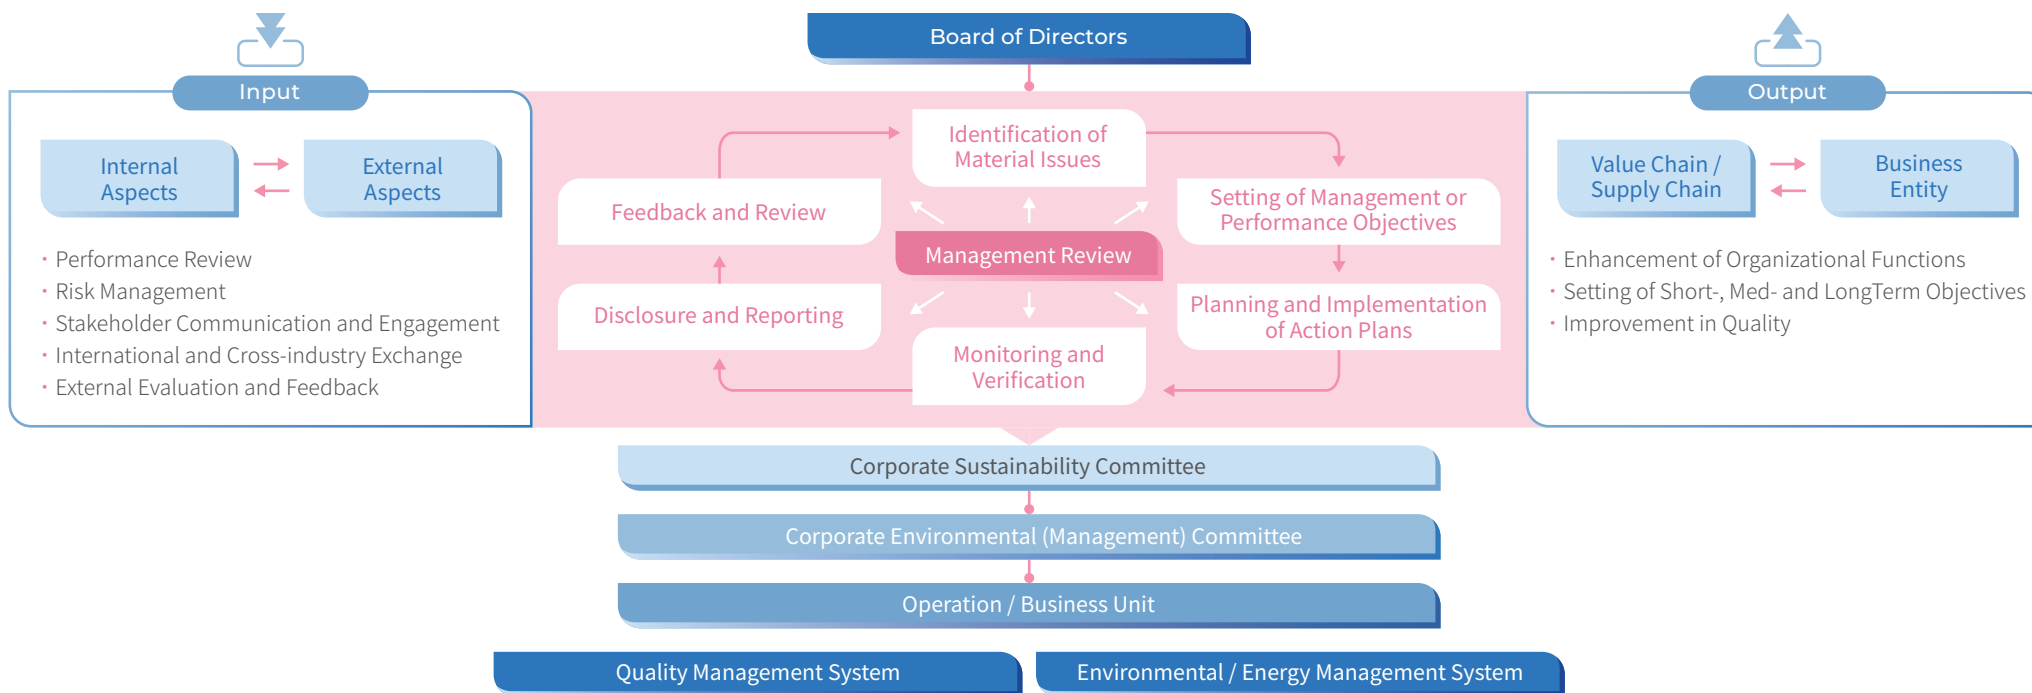 Board of Directors
Input
Internal
Aspects
External
Aspects
· Performance Review
· Risk Management
· Stakeholder Communication and Engagement
· International and Cross-industry Exchange
· External Evaluation and Feedback
Identification of
Material Issues
Setting of Management or
Performance Objectives
Planning and Implementation
of Action Plans
Monitoring and
Verification
Disclosure and Reporting
Feedback and Review
Management Review
Output
Value Chain /
Supply Chain
Business
Entity
· Enhancement of Organizational Functions
· Setting of Short-, Med- and LongTerm Objectives
· Improvement in Quality
Corporate Sustainability Committee
Corporate Environmental (Management) Committee
Operation / Business Unit
Quality Management System
Environmental / Energy Management System